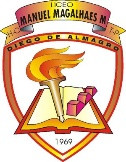 LICEO
MANUEL MAGALHAES M
DIEGO DE ALMAGRO
1969